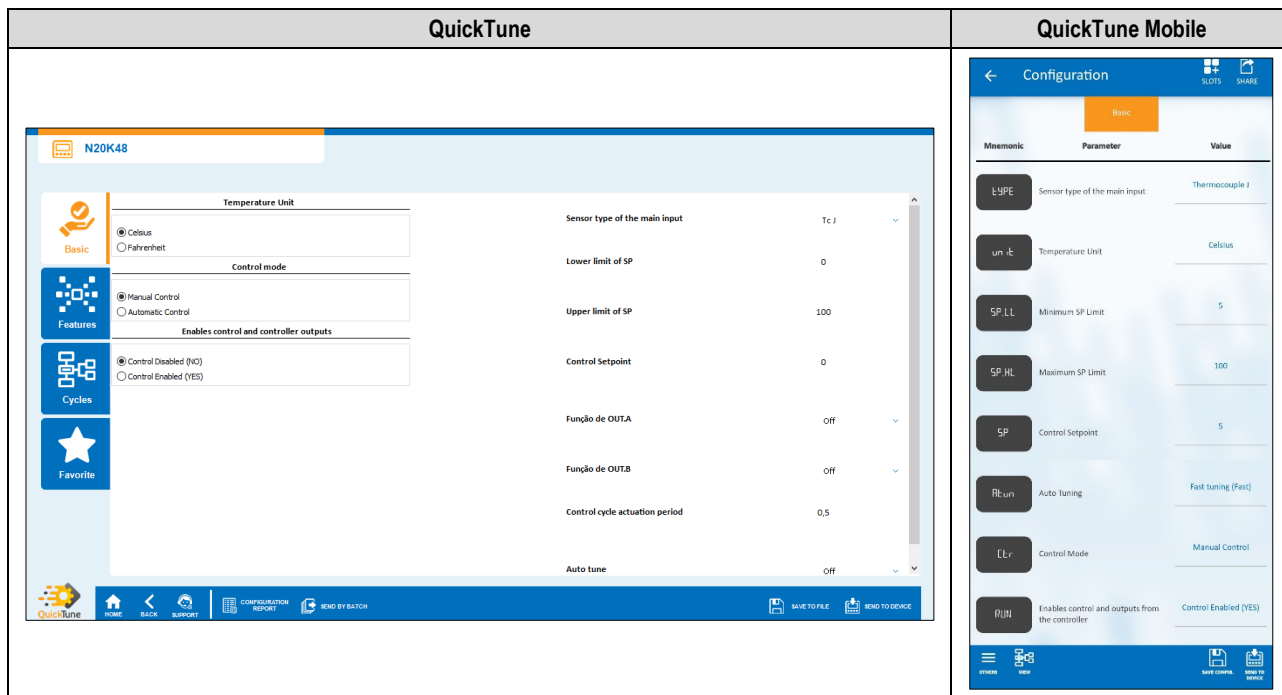 QuickTune
QuickTune Mobile
N20K48
Basic
Features
Cycles
Favorite
Temperature Unit
Celsius
Fahrenheit
Control mode
Manual Control
Automatic Control
Enables control and controller outputs
Control Disabled (NO)
Control Enabled (YES)
Sensor type of the main input Tc J
Lower limit of SP 0
Upper limit of SP 100
Control Setpoint 0
Função de OUT.A Off
Função de OUT.B Off
Control cycle actuation period 0,5
Auto tune Off
QuickTune
HOME
BACK
SUPPORT
CONFIGURATION
REPORT
SEND BY BATCH
SAVE TO FILE
SEND TO DEVICE
Configuration
SLOTS
SHARE
Basic
Mnemonic Parameter Value
tYPE Sensor type of the main input Thermocouple J
unit Temperature Unit Celsius
SP.LL Minimum SP Limit 5
SP.HL Maximum SP Limit 100
SP Control Setpoint 5
Atun Auto Tuning Fast tuning (Fast)
Ctr Control Mode Manual Control
RUN Enables control and outputs from Control Enabled (YES)
the controller
OTHERS
VIEW
SAVE CONFIG.
SEND TO
DEVICE